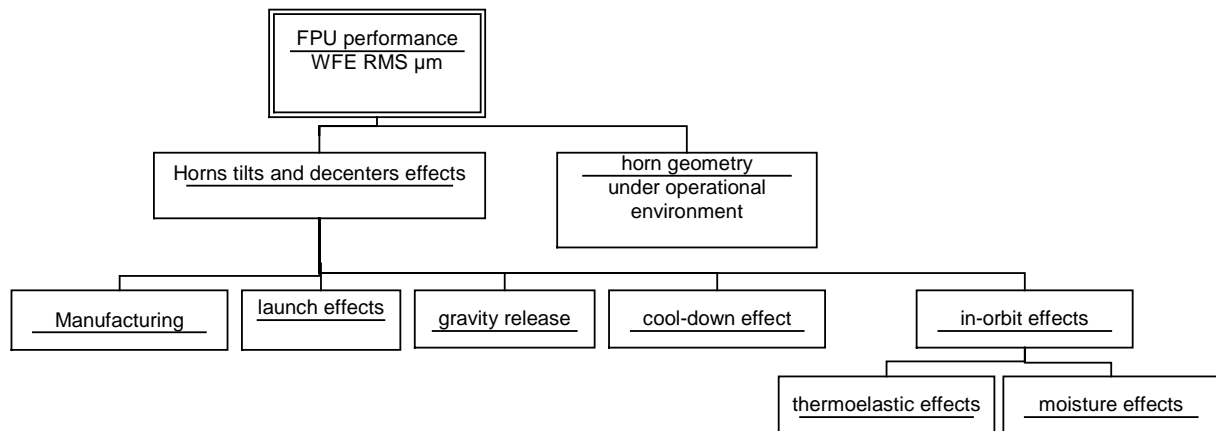 FPU performance
WFE RMS µm
Horns tilts and decenters effects
horn geometry
under operational
environment
Manufacturing
launch effects
gravity release
cool-down effect
in-orbit effects
thermoelastic effects
moisture effects